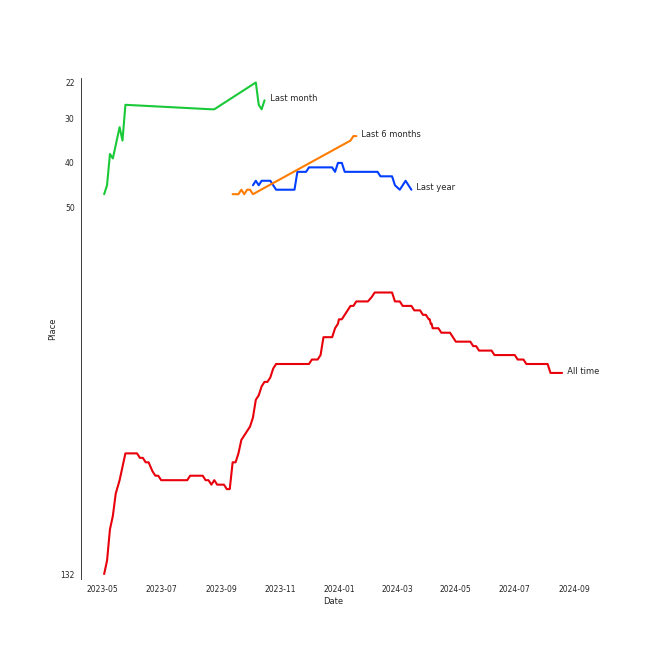 22
Last month
30
Last 6 months
40
Last year
50
Place
All time
132
2023-05 2023-07 2023-09 2023-11 2024-01 2024-03 2024-05 2024-07 2024-09
Date